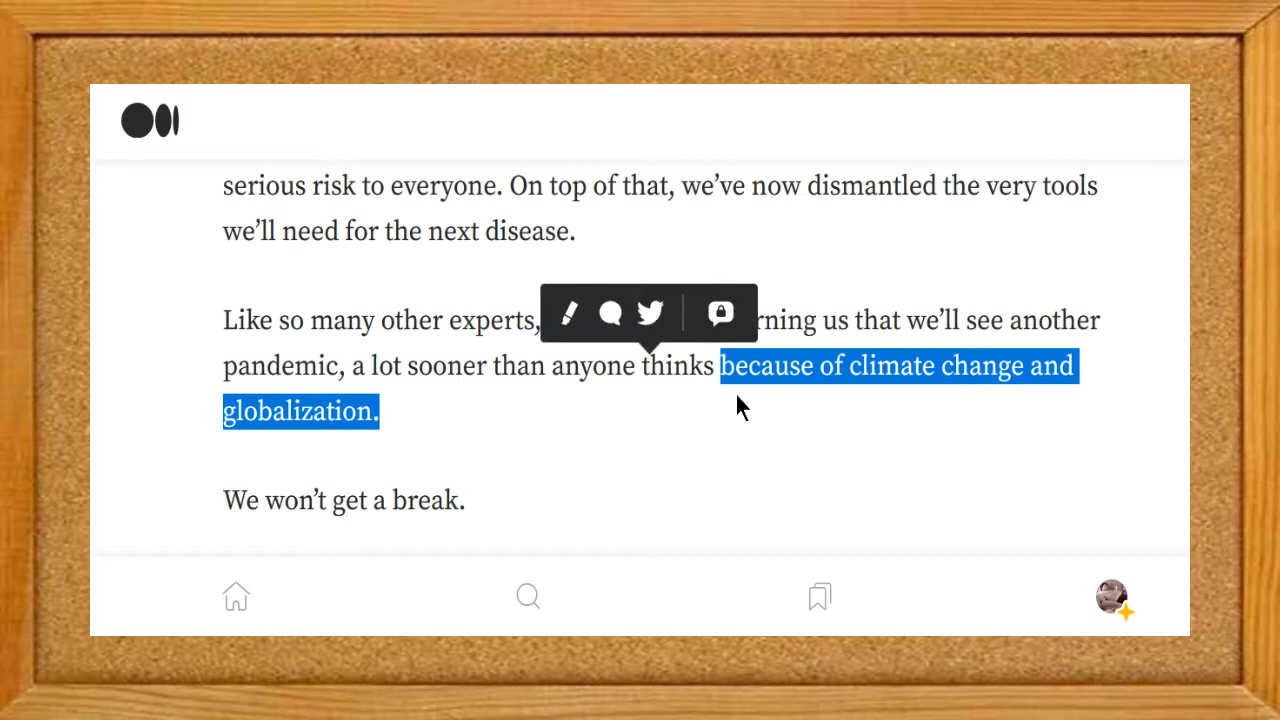 serious risk to everyone. On top of that, we’ve now dismantled the very tools
we’ll need for the next disease.
Like so many other experts, us that we’ll see another
pandemic, a lot sooner than anyone thinks because of climate change and
globalization.
We won’t get a break.